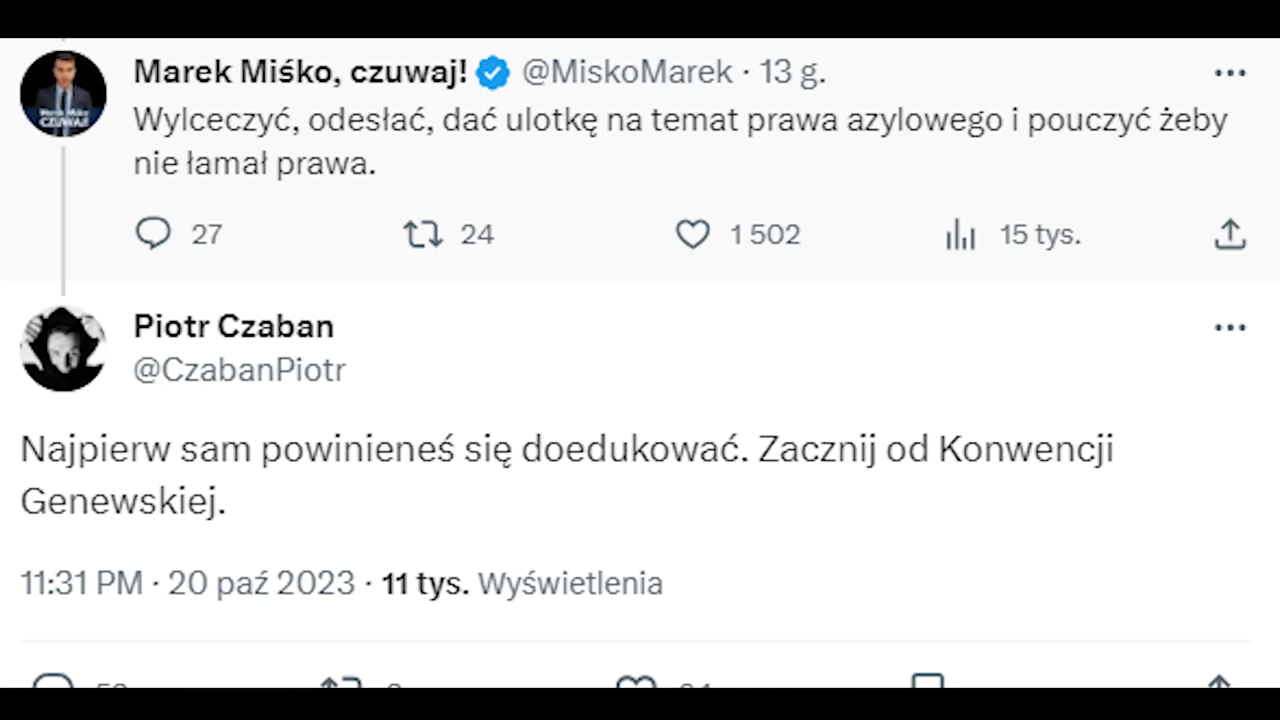 Marek Miśko, czuwaj! @MiskoMarek · 13 g.
Wylceczyć, odesłać, dać ulotkę na temat prawa azylowego i pouczyć żeby
nie łamał prawa.
27 24 1 502 15 tys.
Piotr Czaban
@CzabanPiotr
Najpierw sam powinieneś się doedukować. Zacznij od Konwencji
Genewskiej.
11:31 PM · 20 paź 2023 · 11 tys. Wyświetlenia